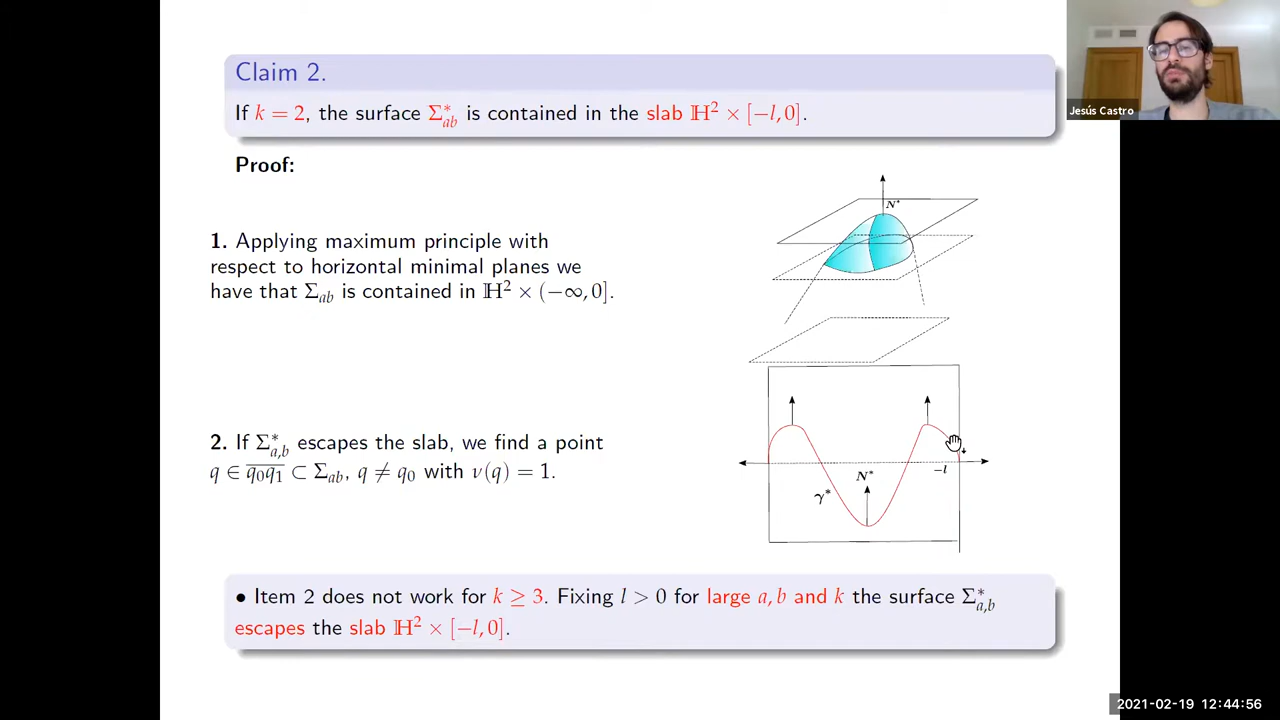 Claim 2.
If k = 2, the surface Σ*ab is contained in the slab ℍ² × [−l, 0].
Proof:
1. Applying maximum principle with
respect to horizontal minimal planes we
have that Σab is contained in ℍ² × (−∞, 0].
N*
2. If Σ*a,b escapes the slab, we find a point
q ∈ q̅₀q̅₁ ⊂ Σab, q ≠ q₀ with ν(q) = 1.
−l
N*
γ*
• Item 2 does not work for k ≥ 3. Fixing l > 0 for large a, b and k the surface Σ*a,b
escapes the slab ℍ² × [−l, 0].
Jesús Castro
2021-02-19 12:44:56